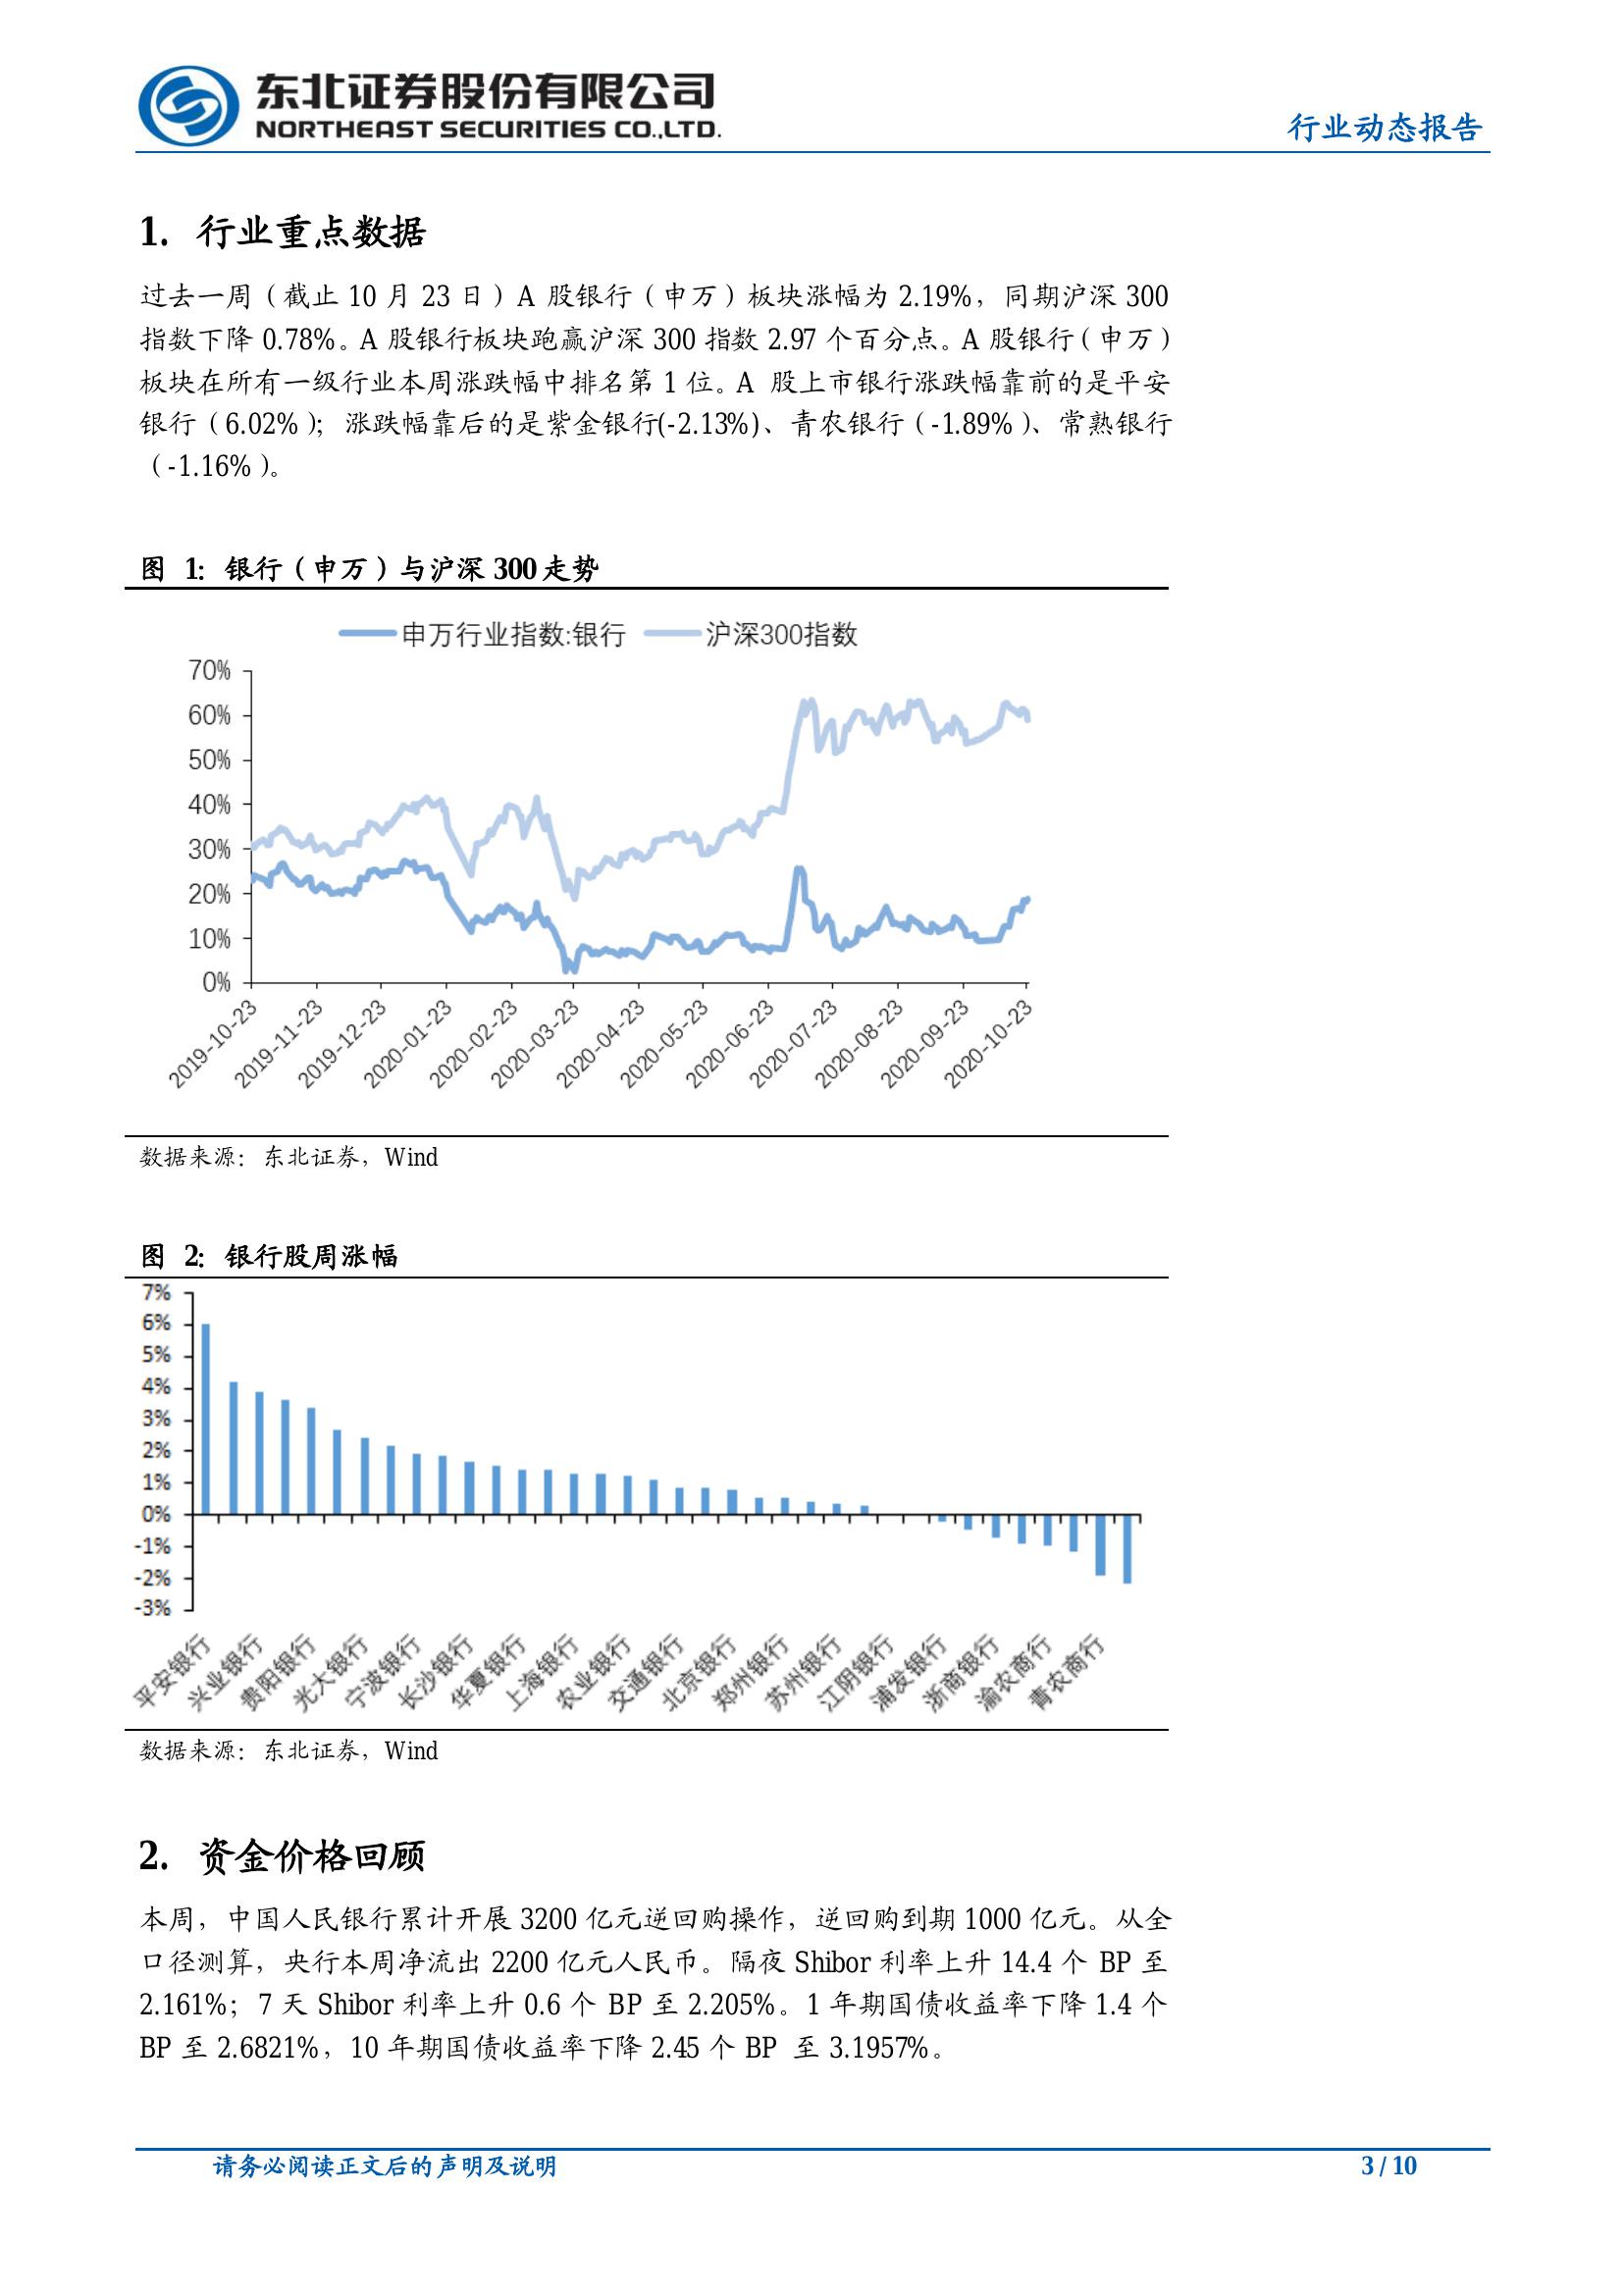 东北证券股份有限公司
NORTHEAST SECURITIES CO.,LTD.
行业动态报告
1. 行业重点数据
过去一周（截止 10 月 23 日）A 股银行（申万）板块涨幅为 2.19%，同期沪深 300
指数下降 0.78%。A 股银行板块跑赢沪深 300 指数 2.97 个百分点。A 股银行（申万）
板块在所有一级行业本周涨跌幅中排名第 1 位。A 股上市银行涨跌幅靠前的是平安
银行（6.02%）；涨跌幅靠后的是紫金银行(-2.13%)、青农银行（-1.89%）、常熟银行
（-1.16%）。
图 1：银行（申万）与沪深 300 走势
申万行业指数:银行 沪深300指数
70%
60%
50%
40%
30%
20%
10%
0%
2019-10-23 2019-11-23 2019-12-23 2020-01-23 2020-02-23 2020-03-23 2020-04-23 2020-05-23 2020-06-23 2020-07-23 2020-08-23 2020-09-23 2020-10-23
数据来源：东北证券，Wind
图 2：银行股周涨幅
7%
6%
5%
4%
3%
2%
1%
0%
-1%
-2%
-3%
平安银行 兴业银行 贵阳银行 光大银行 宁波银行 长沙银行 华夏银行 上海银行 农业银行 交通银行 北京银行 郑州银行 苏州银行 江阴银行 浦发银行 浙商银行 渝农商行 青农商行
数据来源：东北证券，Wind
2. 资金价格回顾
本周，中国人民银行累计开展 3200 亿元逆回购操作，逆回购到期 1000 亿元。从全
口径测算，央行本周净流出 2200 亿元人民币。隔夜 Shibor 利率上升 14.4 个 BP 至
2.161%；7 天 Shibor 利率上升 0.6 个 BP 至 2.205%。1 年期国债收益率下降 1.4 个
BP 至 2.6821%，10 年期国债收益率下降 2.45 个 BP 至 3.1957%。
请务必阅读正文后的声明及说明
3 / 10